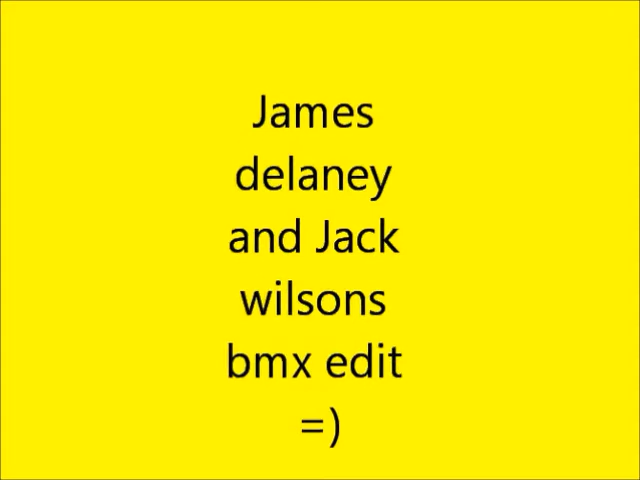 James
delaney
and Jack
wilsons
bmx edit
=)